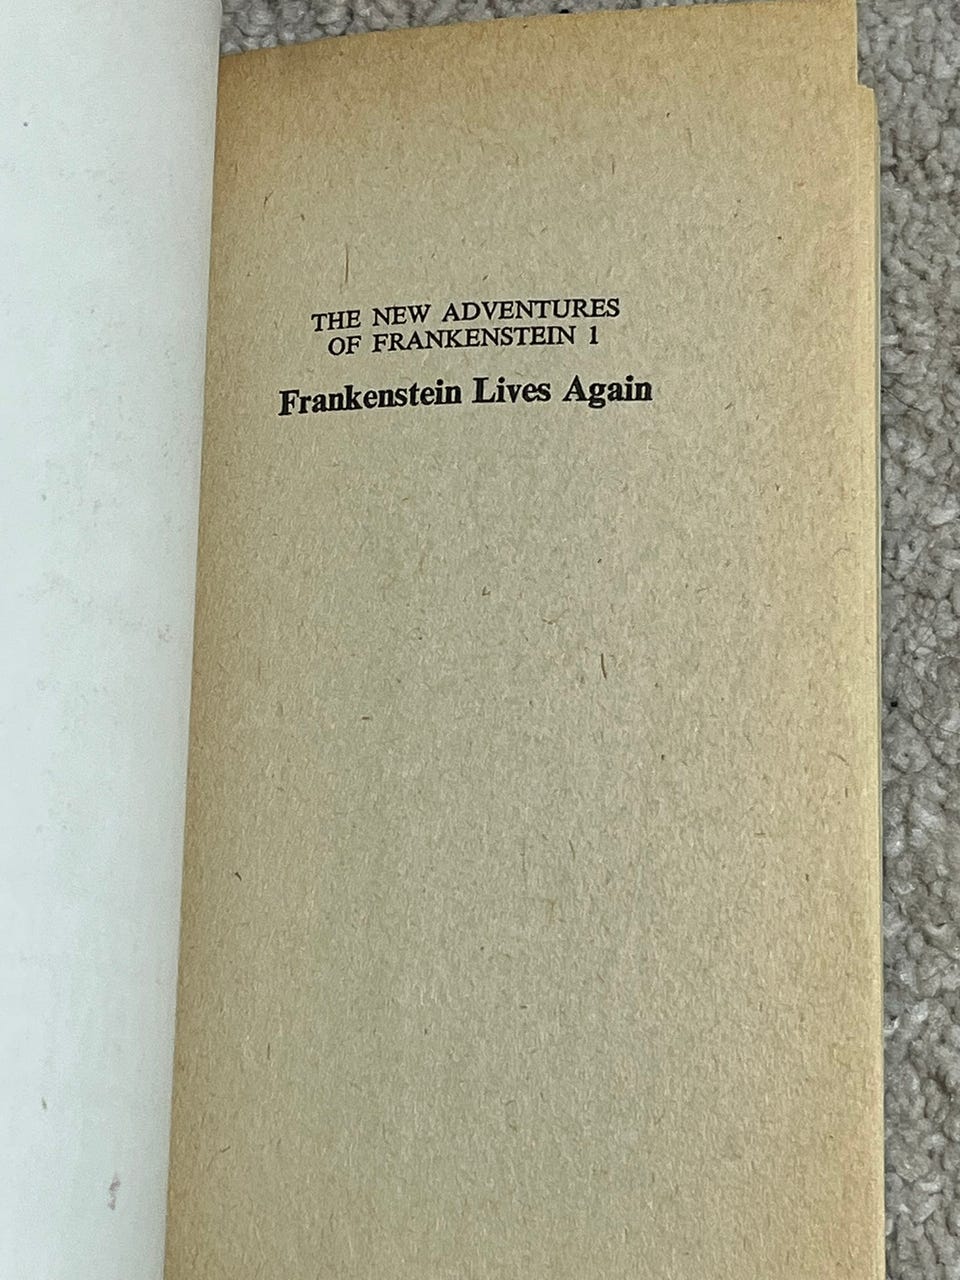 THE NEW ADVENTURES
OF FRANKENSTEIN 1
Frankenstein Lives Again